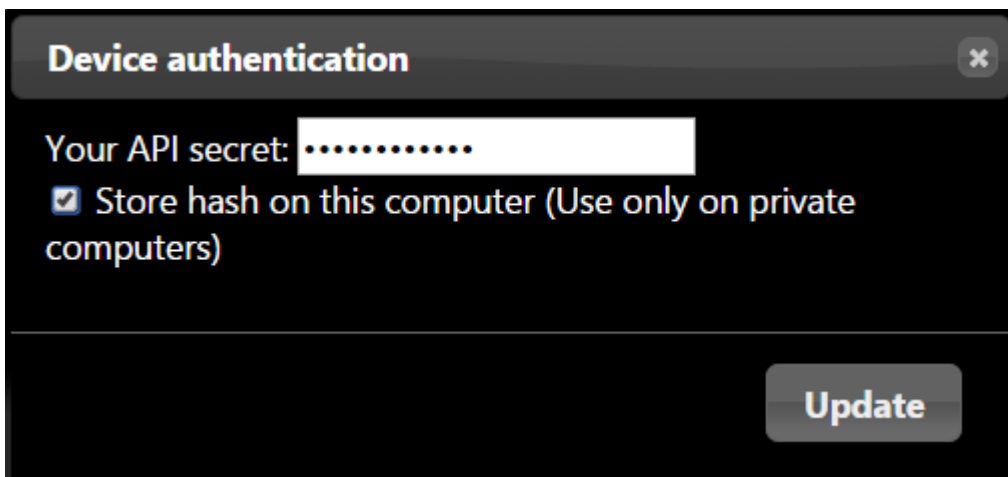 Device authentication
Your API secret: ••••••••••••
Store hash on this computer (Use only on private
computers)
Update